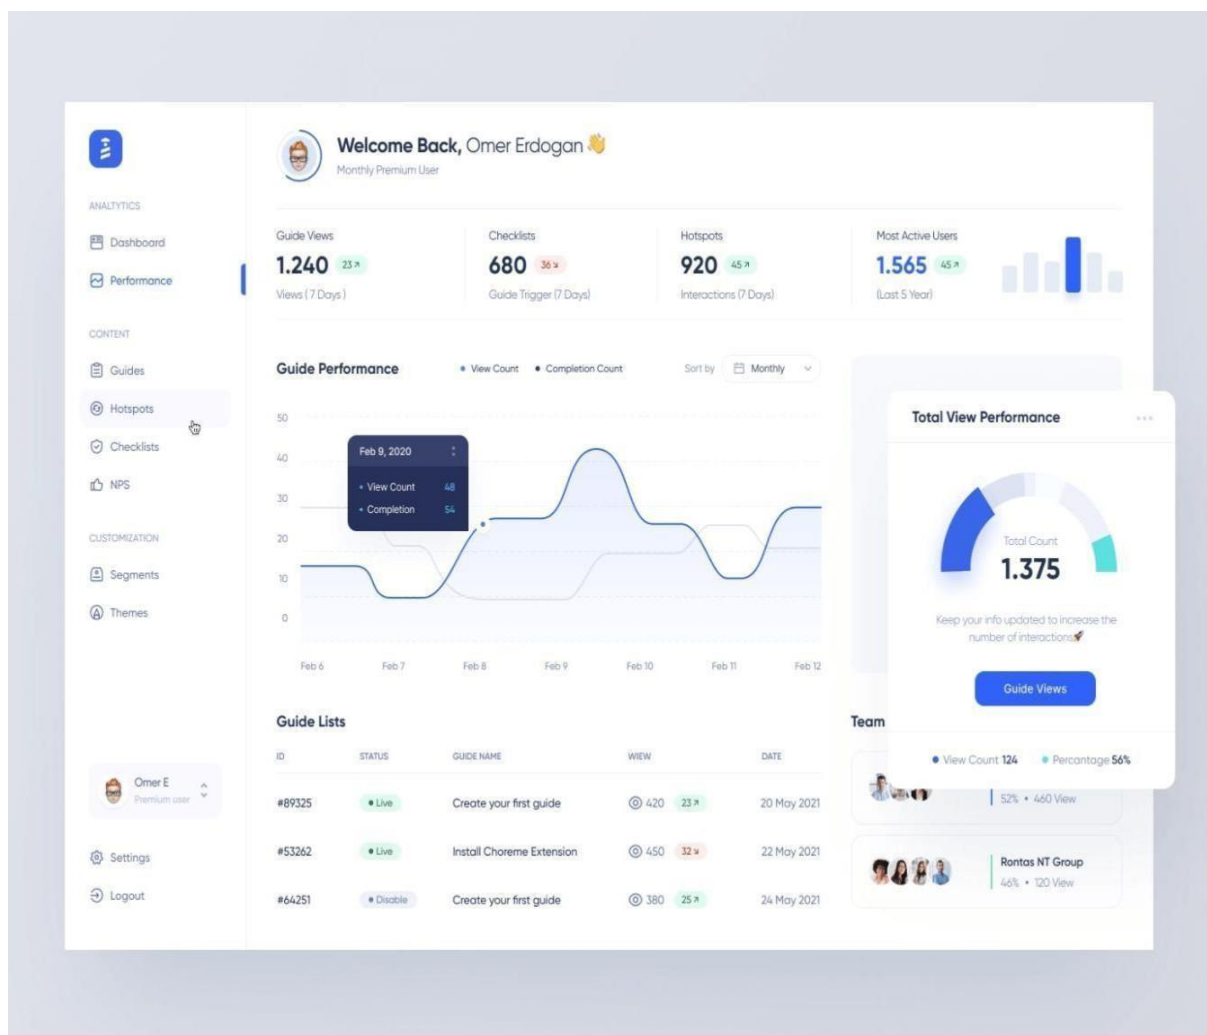 ANALTYTICS
Dashboard
Performance
CONTENT
Guides
Hotspots
Checklists
NPS
CUSTOMIZATION
Segments
Themes
Omer E
Premium user
Settings
Logout
Welcome Back, Omer Erdogan 👋
Monthly Premium User
Guide Views
1.240 23
Views ( 7 Days )
Checklists
680 36
Guide Trigger (7 Days)
Hotspots
920 45
Interactions (7 Days)
Most Active Users
1.565 45
(Last 5 Year)
Guide Performance
View Count Completion Count
Sort by Monthly
50
40
30
20
10
0
Feb 9, 2020
View Count 48
Completion 54
Feb 6 Feb 7 Feb 8 Feb 9 Feb 10 Feb 11 Feb 12
Total View Performance
Total Count
1.375
Keep your info updated to increase the
number of interactions🚀
Guide Views
View Count 124 Percantage 56%
Guide Lists
ID STATUS GUIDE NAME WIEW DATE
#89325 Live Create your first guide 420 23 20 May 2021
#53262 Live Install Choreme Extension 450 32 22 May 2021
#64251 Disable Create your first guide 380 25 24 May 2021
Team
52% • 460 View
Rontas NT Group
46% • 120 View